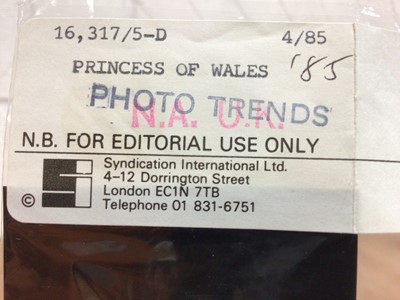 16,317/5-D 4/85
PRINCESS OF WALES '85
PHOTO TRENDS
N.A. U.K.
N.B. FOR EDITORIAL USE ONLY
Syndication International Ltd.
4-12 Dorrington Street
© London EC1N 7TB
Telephone 01 831-6751